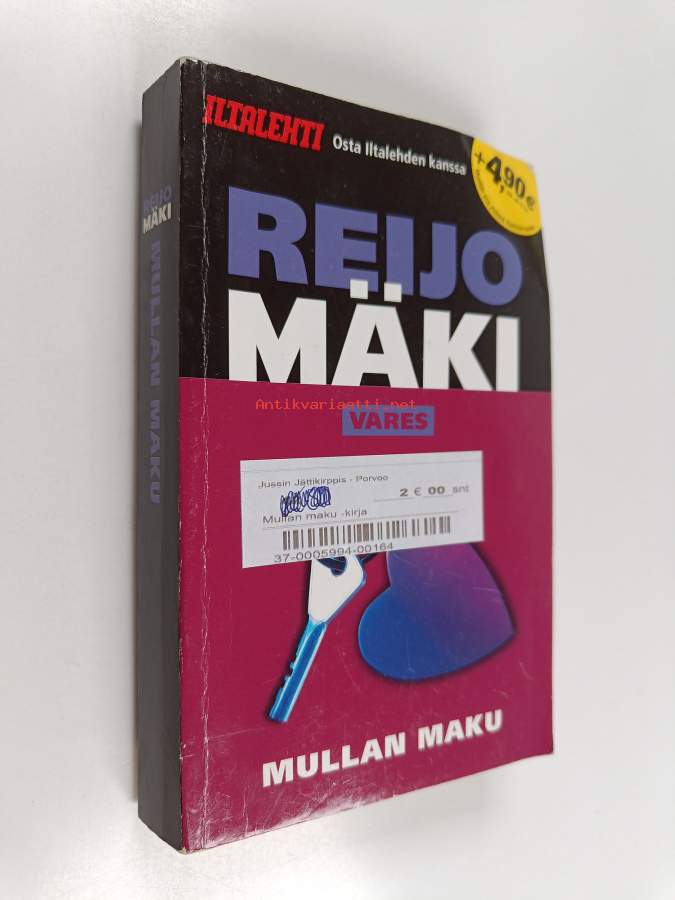 ILTALEHTI Osta Iltalehden kanssa
+4,90 €
REIJO
MÄKI
Antikvariaatti.net
VARES
Jussin Jättikirppis - Porvoo
2 € 00 snt
Mullan maku -kirja
37-0005994-00164
MULLAN MAKU
REIJO
MÄKI
MULLAN MAKU